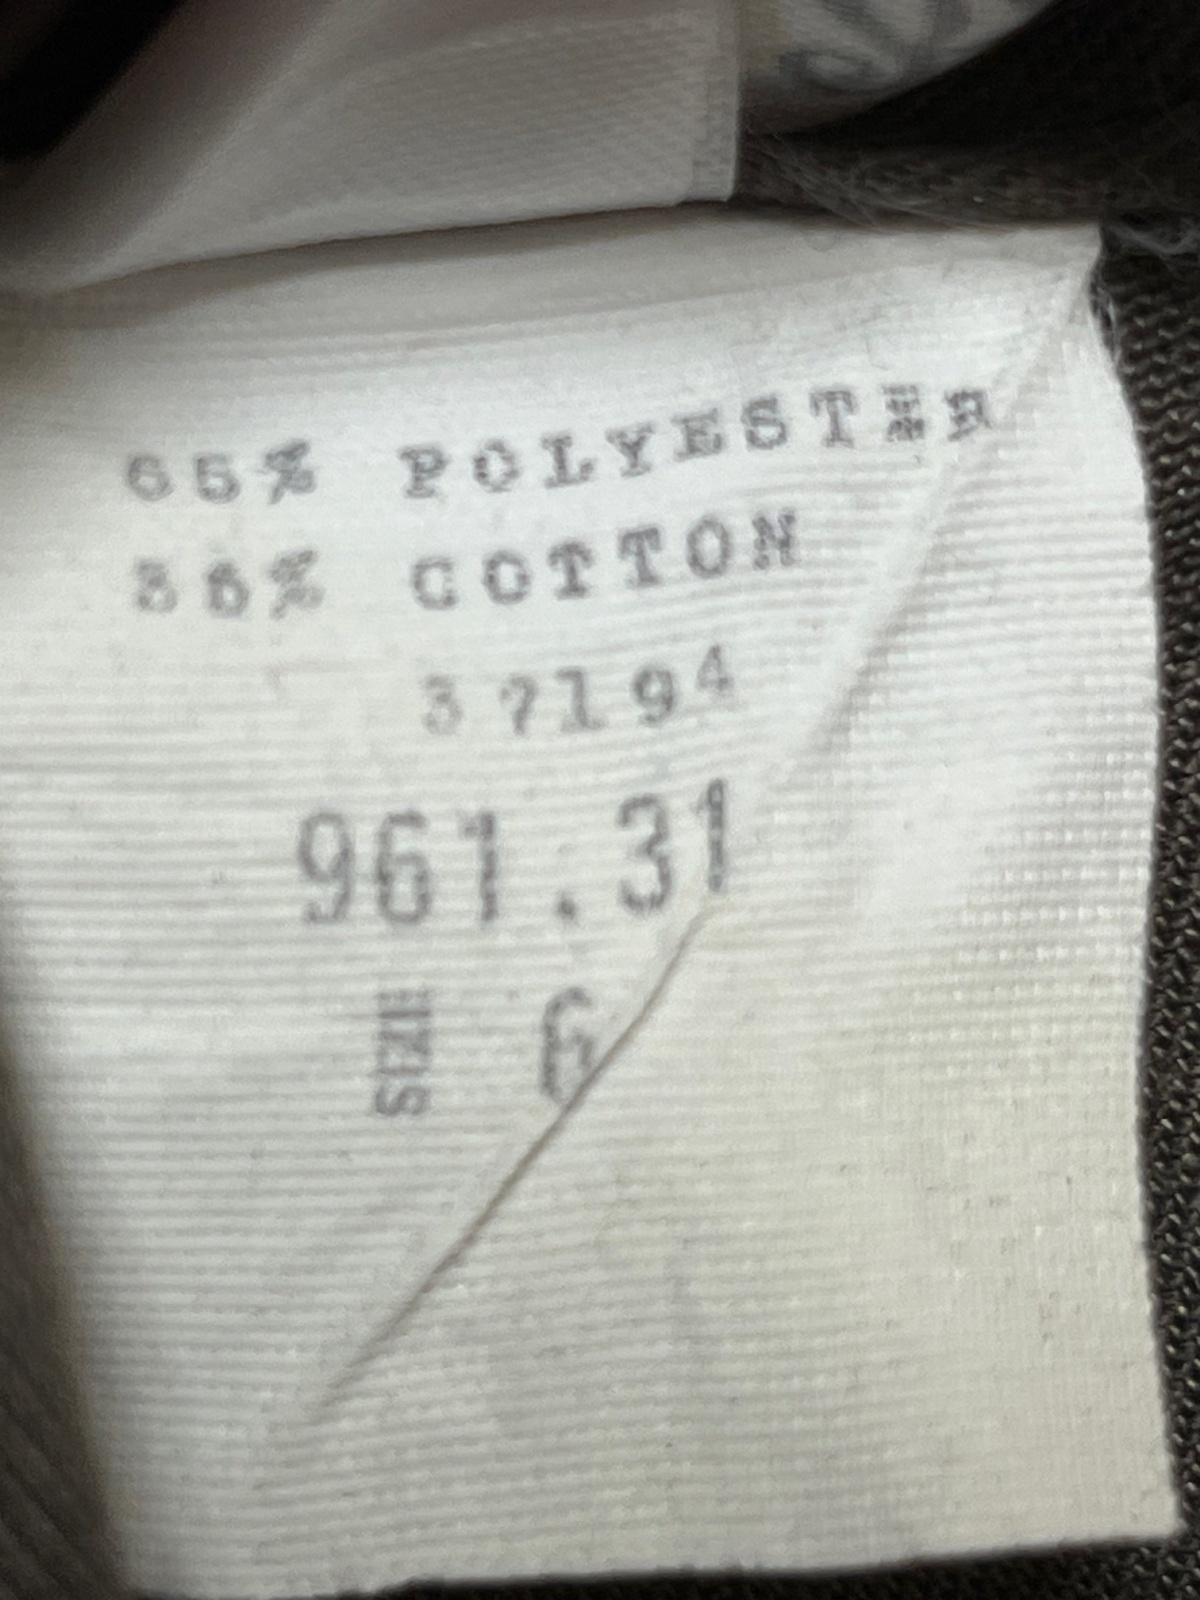 65% POLYESTER
35% COTTON
37194
961.31
SIZE 6